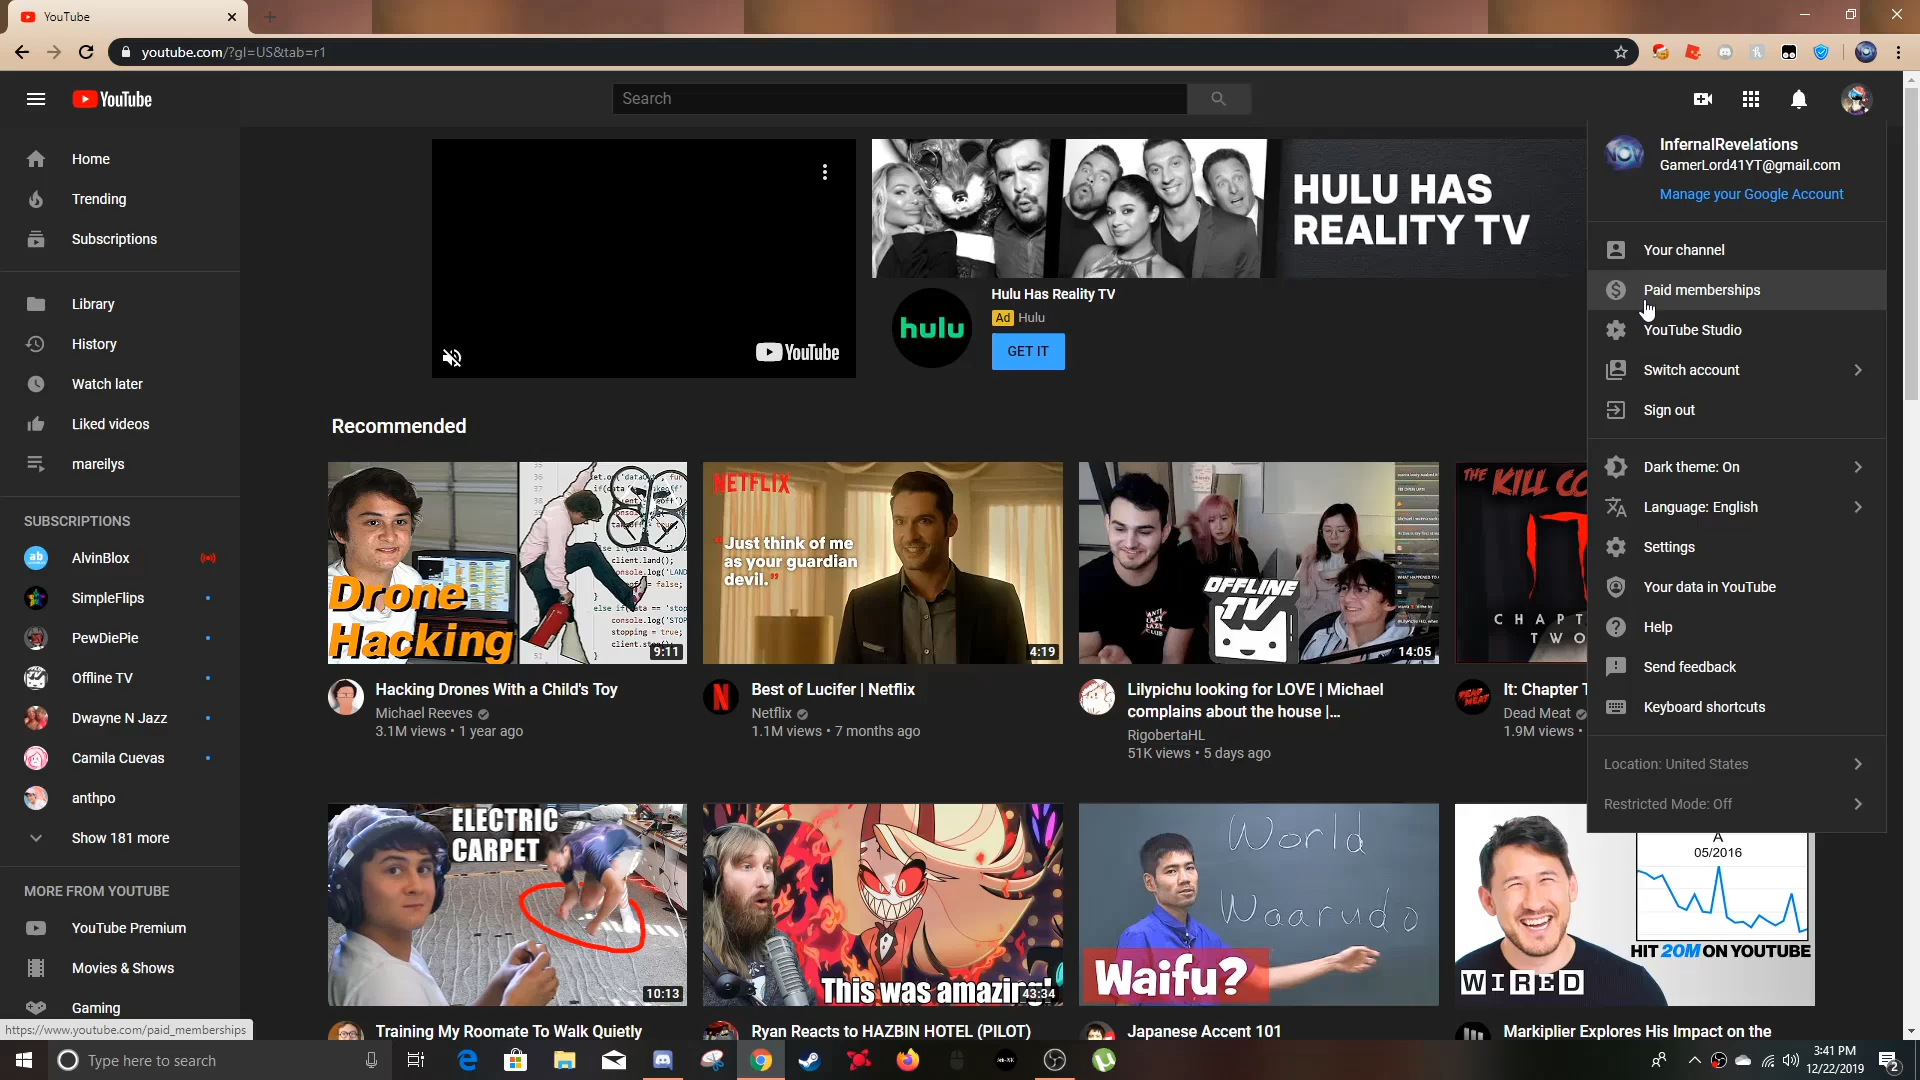 YouTube
youtube.com/?gl=US&tab=r1
YouTube
Search
Home
Trending
Subscriptions
Library
History
Watch later
Liked videos
mareilys
SUBSCRIPTIONS
AlvinBlox
SimpleFlips
PewDiePie
Offline TV
Dwayne N Jazz
Camila Cuevas
anthpo
Show 181 more
MORE FROM YOUTUBE
YouTube Premium
Movies & Shows
Gaming
https://www.youtube.com/paid_memberships
YouTube
HULU HAS
REALITY TV
hulu
Hulu Has Reality TV
Ad Hulu
GET IT
Recommended
Drone
Hacking
9:11
NETFLIX
"Just think of me
as your guardian
devil."
4:19
OFFLINE
TV
14:05
THE KILL CO
IT
CHAPT
TWO
Hacking Drones With a Child's Toy
Michael Reeves
3.1M views • 1 year ago
Best of Lucifer | Netflix
Netflix
1.1M views • 7 months ago
Lilypichu looking for LOVE | Michael
complains about the house |...
RigobertaHL
51K views • 5 days ago
It: Chapter T
Dead Meat
1.9M views •
ELECTRIC
CARPET
10:13
This was amazing!
43:34
World
Waarudo
Waifu?
A
05/2016
HIT 20M ON YOUTUBE
WIRED
Training My Roomate To Walk Quietly
Ryan Reacts to HAZBIN HOTEL (PILOT)
Japanese Accent 101
Markiplier Explores His Impact on the
InfernalRevelations
GamerLord41YT@gmail.com
Manage your Google Account
Your channel
Paid memberships
YouTube Studio
Switch account
Sign out
Dark theme: On
Language: English
Settings
Your data in YouTube
Help
Send feedback
Keyboard shortcuts
Location: United States
Restricted Mode: Off
Type here to search
3:41 PM
12/22/2019
2